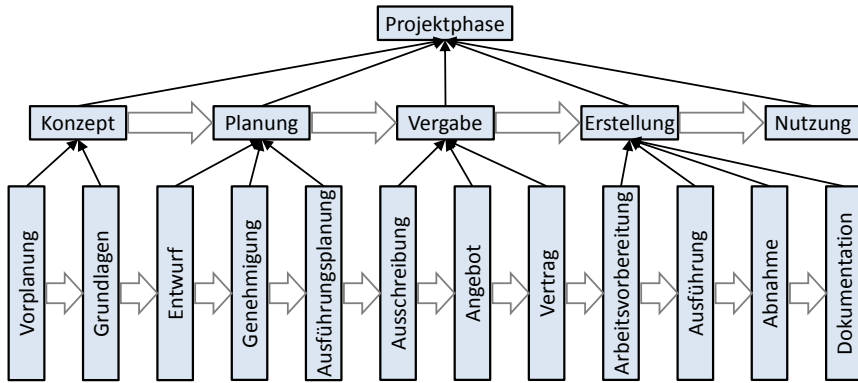 Projektphase
Konzept
Planung
Vergabe
Erstellung
Nutzung
Vorplanung
Grundlagen
Entwurf
Genehmigung
Ausführungsplanung
Ausschreibung
Angebot
Vertrag
Arbeitsvorbereitung
Ausführung
Abnahme
Dokumentation